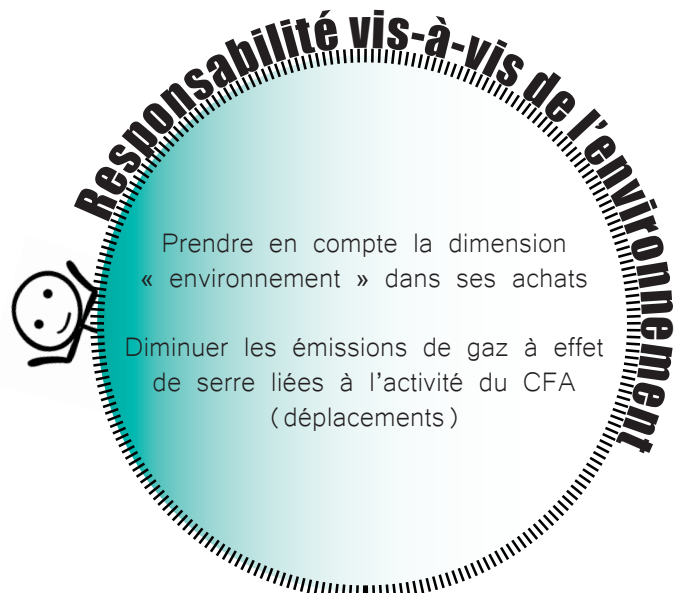 Responsabilité vis-à-vis de l'environnement
Prendre en compte la dimension
« environnement » dans ses achats
Diminuer les émissions de gaz à effet
de serre liées à l'activité du CFA
(déplacements)